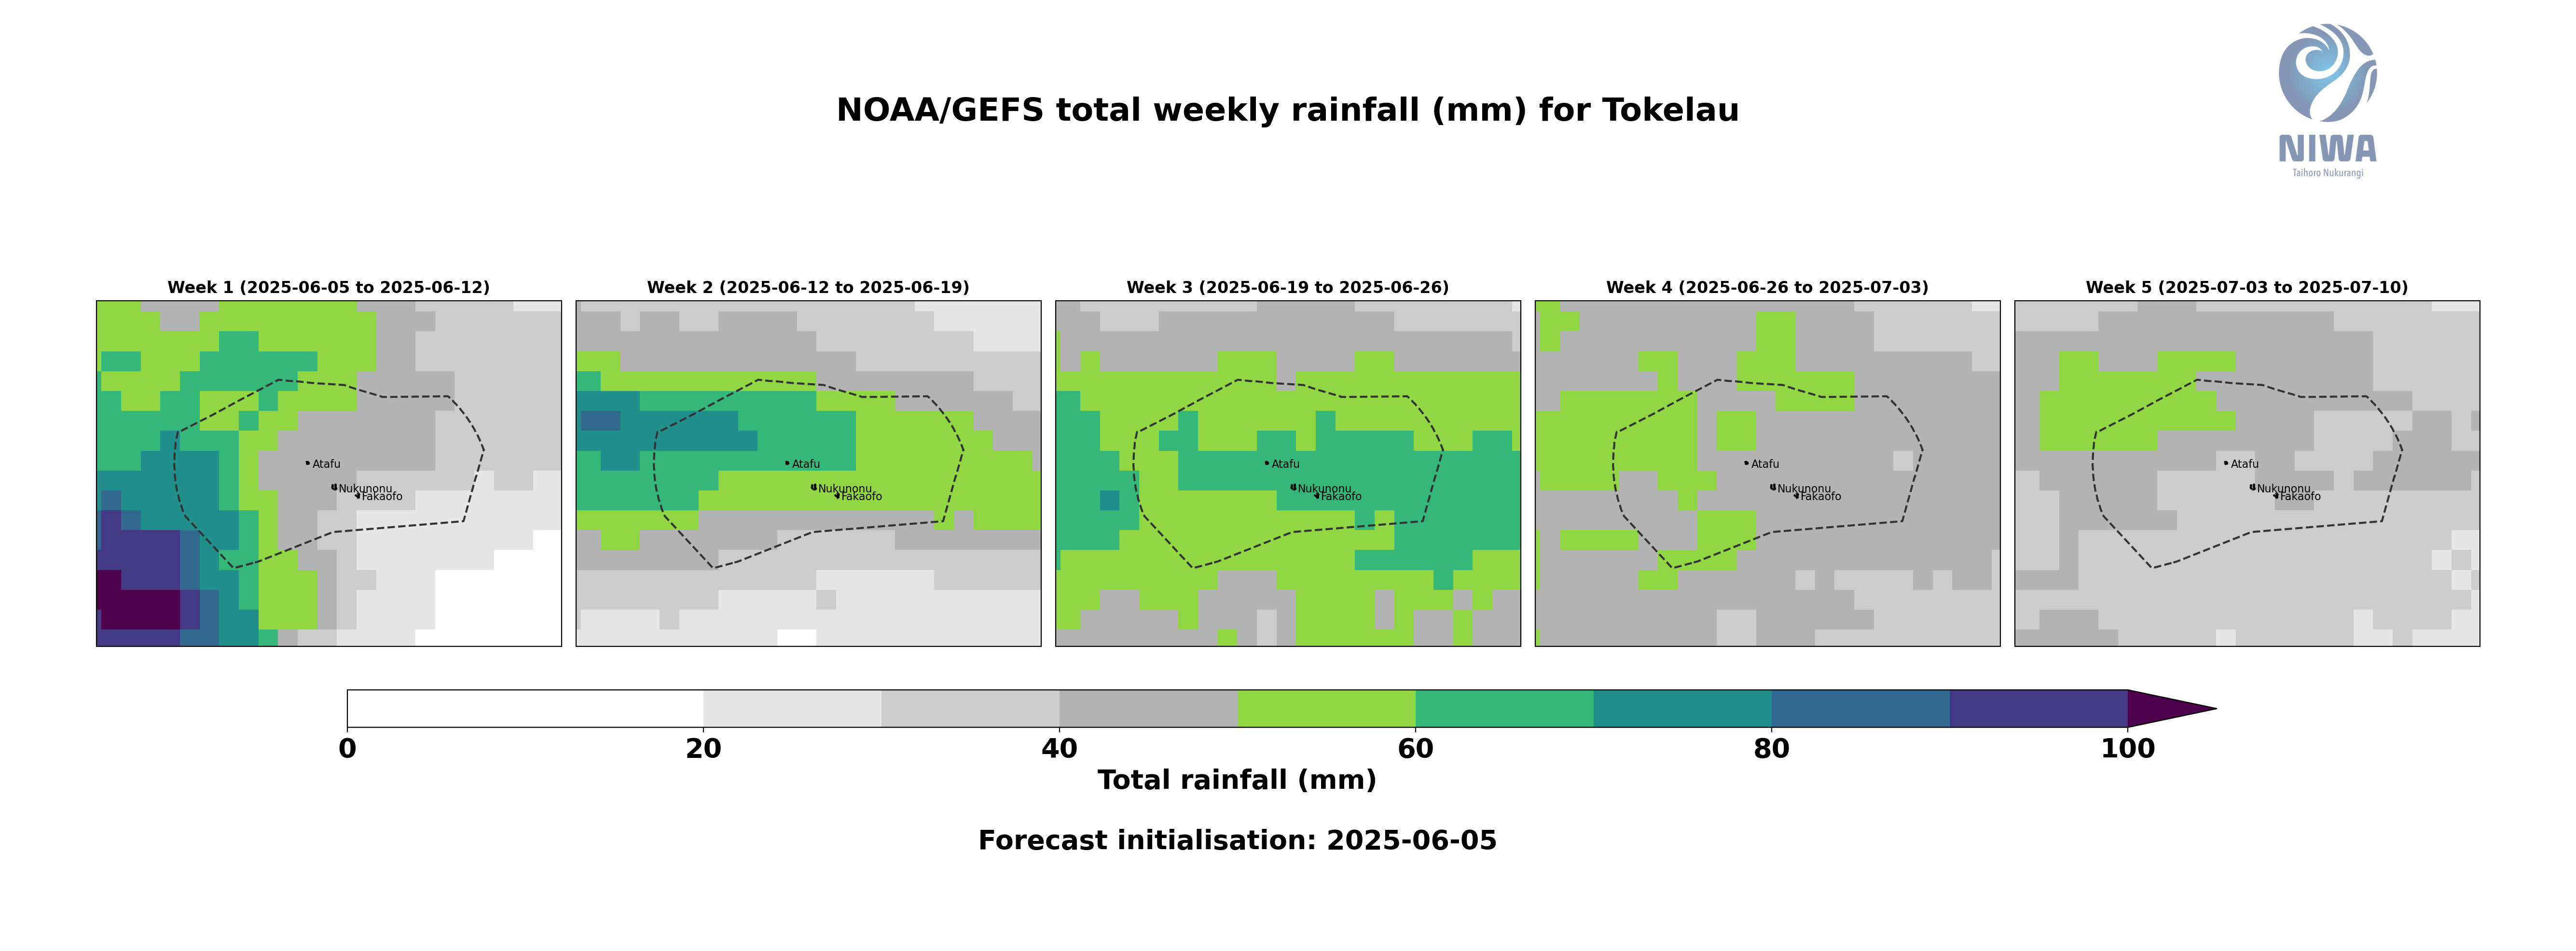 NOAA/GEFS total weekly rainfall (mm) for Tokelau
NIWA
Taihoro Nukurangi
Week 1 (2025-06-05 to 2025-06-12)
Week 2 (2025-06-12 to 2025-06-19)
Week 3 (2025-06-19 to 2025-06-26)
Week 4 (2025-06-26 to 2025-07-03)
Week 5 (2025-07-03 to 2025-07-10)
Atafu
Nukunonu
Fakaofo
Atafu
Nukunonu
Fakaofo
Atafu
Nukunonu
Fakaofo
Atafu
Nukunonu
Fakaofo
Atafu
Nukunonu
Fakaofo
0 20 40 60 80 100
Total rainfall (mm)
Forecast initialisation: 2025-06-05